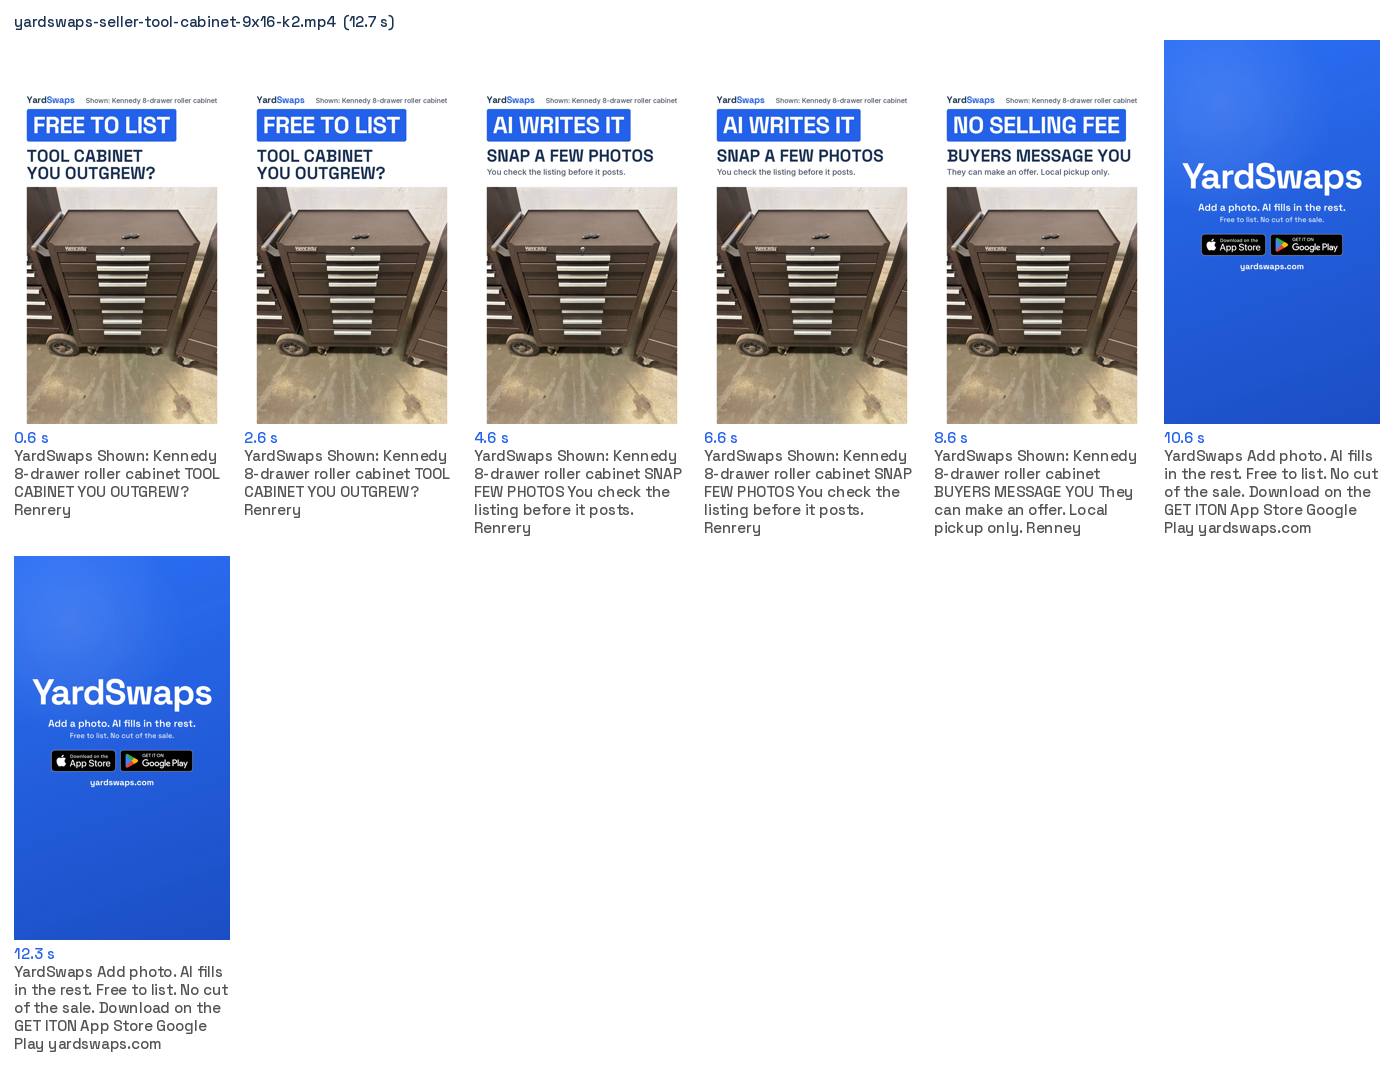 yardswaps-seller-tool-cabinet-9x16-k2.mp4 (12.7 s)
YardSwaps Shown: Kennedy 8-drawer roller cabinet
FREE TO LIST
TOOL CABINET
YOU OUTGREW?
Kennedy
0.6 s
YardSwaps Shown: Kennedy
8-drawer roller cabinet TOOL
CABINET YOU OUTGREW?
Renrery
YardSwaps Shown: Kennedy 8-drawer roller cabinet
FREE TO LIST
TOOL CABINET
YOU OUTGREW?
Kennedy
2.6 s
YardSwaps Shown: Kennedy
8-drawer roller cabinet TOOL
CABINET YOU OUTGREW?
Renrery
YardSwaps Shown: Kennedy 8-drawer roller cabinet
AI WRITES IT
SNAP A FEW PHOTOS
You check the listing before it posts.
Kennedy
4.6 s
YardSwaps Shown: Kennedy
8-drawer roller cabinet SNAP
FEW PHOTOS You check the
listing before it posts.
Renrery
YardSwaps Shown: Kennedy 8-drawer roller cabinet
AI WRITES IT
SNAP A FEW PHOTOS
You check the listing before it posts.
Kennedy
6.6 s
YardSwaps Shown: Kennedy
8-drawer roller cabinet SNAP
FEW PHOTOS You check the
listing before it posts.
Renrery
YardSwaps Shown: Kennedy 8-drawer roller cabinet
NO SELLING FEE
BUYERS MESSAGE YOU
They can make an offer. Local pickup only.
Kennedy
8.6 s
YardSwaps Shown: Kennedy
8-drawer roller cabinet
BUYERS MESSAGE YOU They
can make an offer. Local
pickup only. Renney
YardSwaps
Add a photo. AI fills in the rest.
Free to list. No cut of the sale.
Download on the
App Store
GET IT ON
Google Play
yardswaps.com
10.6 s
YardSwaps Add photo. AI fills
in the rest. Free to list. No cut
of the sale. Download on the
GET ITON App Store Google
Play yardswaps.com
YardSwaps
Add a photo. AI fills in the rest.
Free to list. No cut of the sale.
Download on the
App Store
GET IT ON
Google Play
yardswaps.com
12.3 s
YardSwaps Add photo. AI fills
in the rest. Free to list. No cut
of the sale. Download on the
GET ITON App Store Google
Play yardswaps.com